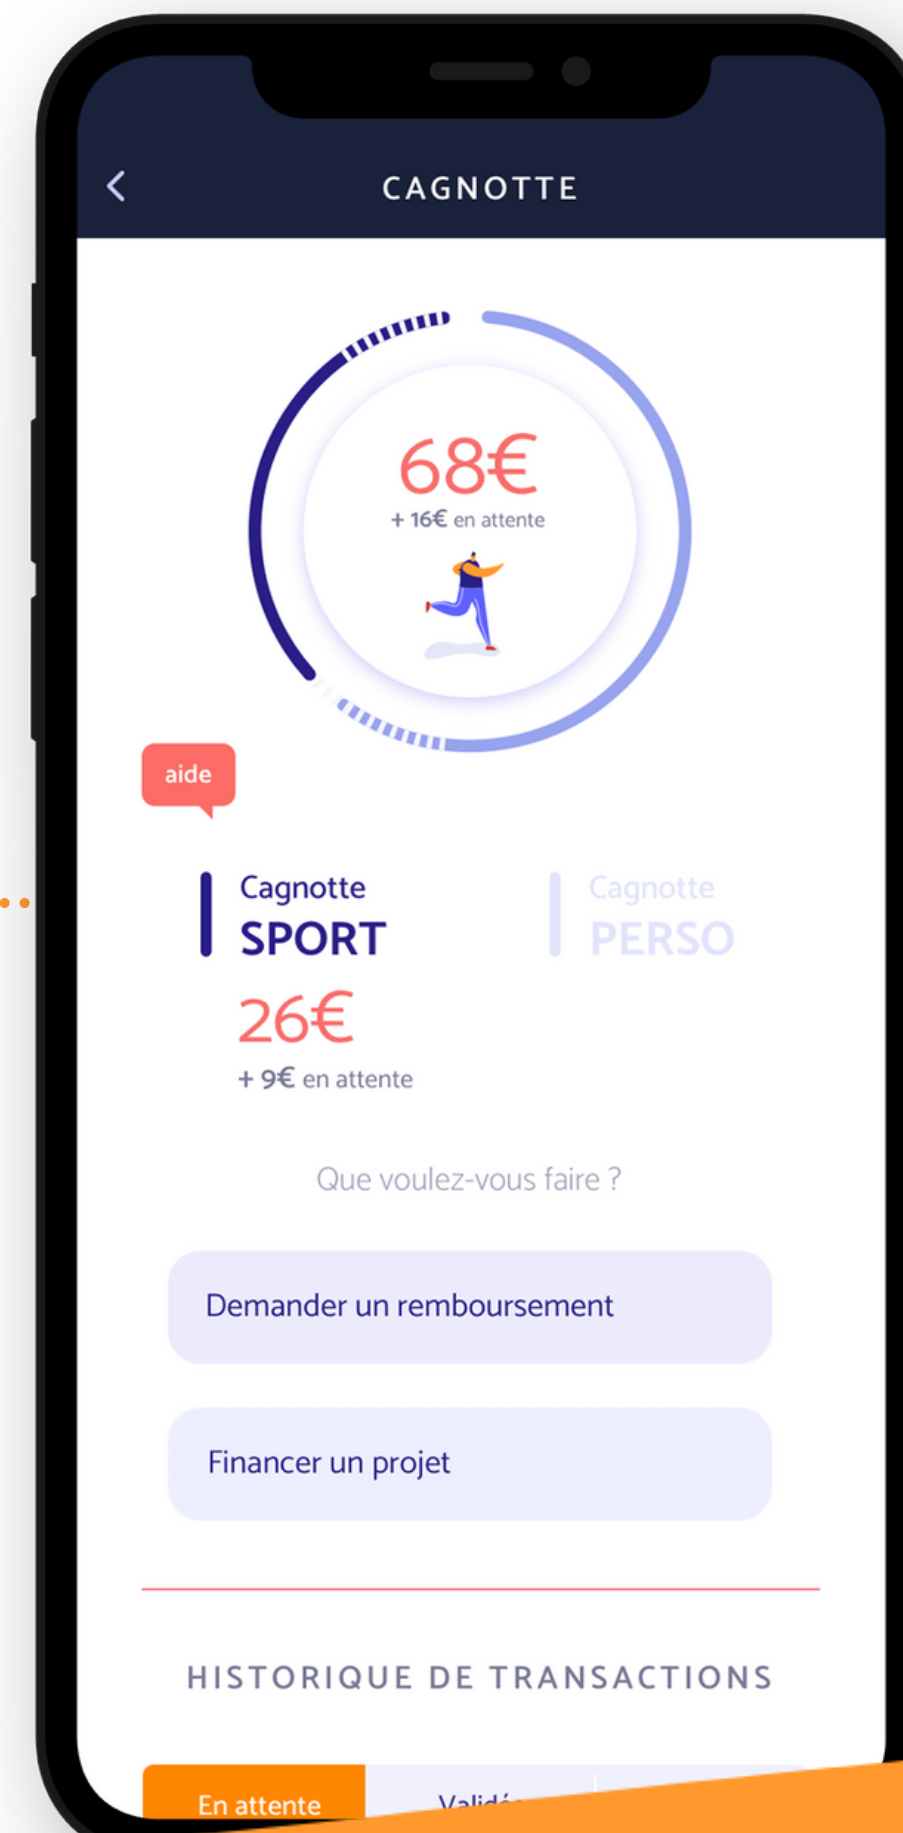 CAGNOTTE
68€
+ 16€ en attente
aide
Cagnotte
SPORT
26€
+ 9€ en attente
Cagnotte
PERSO
Que voulez-vous faire ?
Demander un remboursement
Financer un projet
HISTORIQUE DE TRANSACTIONS
En attente